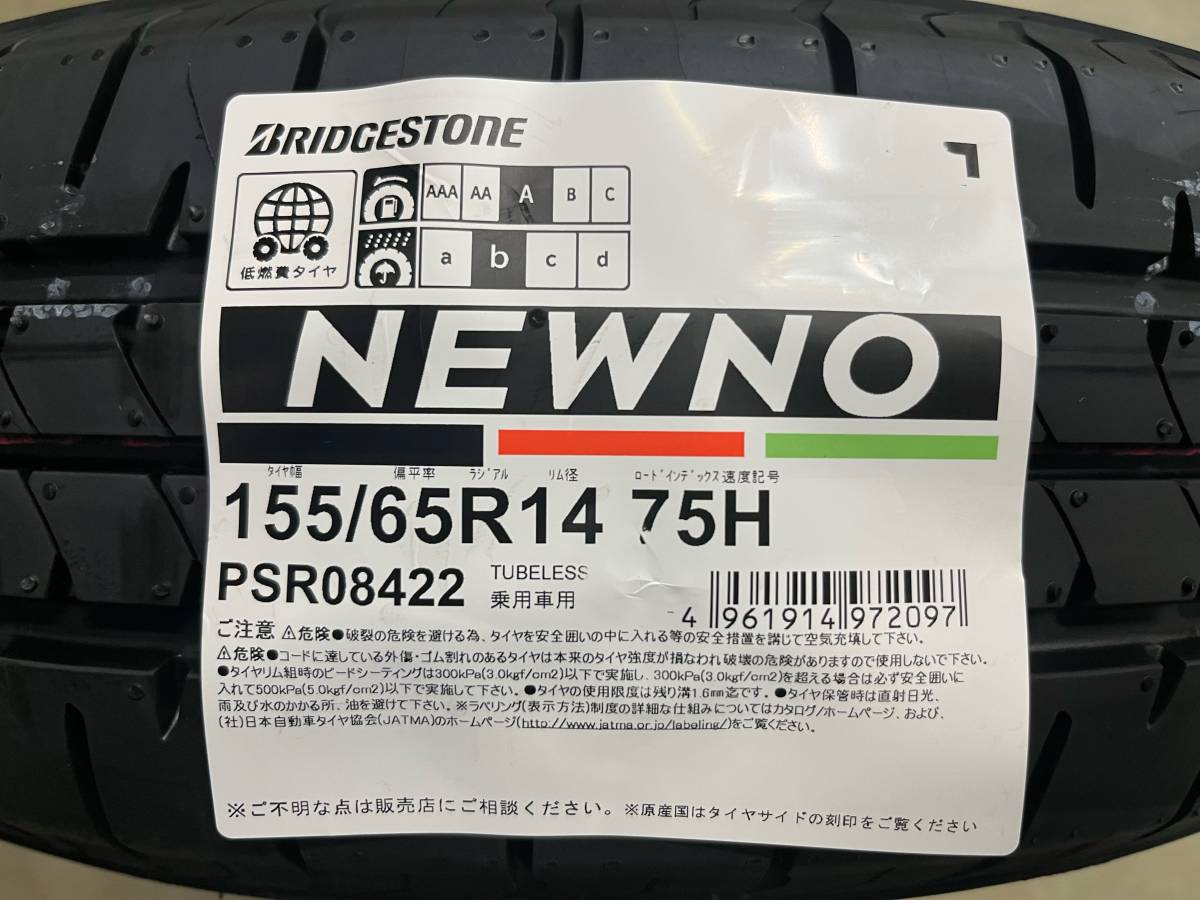 BRIDGESTONE
低燃費タイヤ
AAA AA A B C
a b c d
NEWNO
タイヤ幅 偏平率 ラジアル リム径 ロードインデックス 速度記号
155/65R14 75H
PSR08422 TUBELESS
乗用車用
4 961914 972097
ご注意 ⚠危険●破裂の危険を避ける為、タイヤを安全囲いの中に入れる等の安全措置を講じて空気充填して下さい。
⚠危険●コードに達している外傷・ゴム割れのあるタイヤは本来のタイヤ強度が損なわれ破壊の危険がありますので使用しないで下さい。
●タイヤリム組時のビードシーティングは300kPa(3.0kgf/cm2)以下で実施し、300kPa(3.0kgf/cm2)を超える場合は必ず安全囲いに
入れて500kPa(5.0kgf/cm2)以下で実施して下さい。●タイヤの使用限度は残り溝1.6mm迄です。●タイヤ保管時は直射日光、
雨及び水のかかる所、油を避けて下さい。※ラベリング(表示方法)制度の詳細な仕組みについてはカタログ/ホームページ、および、
(社)日本自動車タイヤ協会(JATMA)のホームページ(http://www.jatma.or.jp/labeling/)をご覧ください。
※ご不明な点は販売店にご相談ください。※原産国はタイヤサイドの刻印をご覧ください